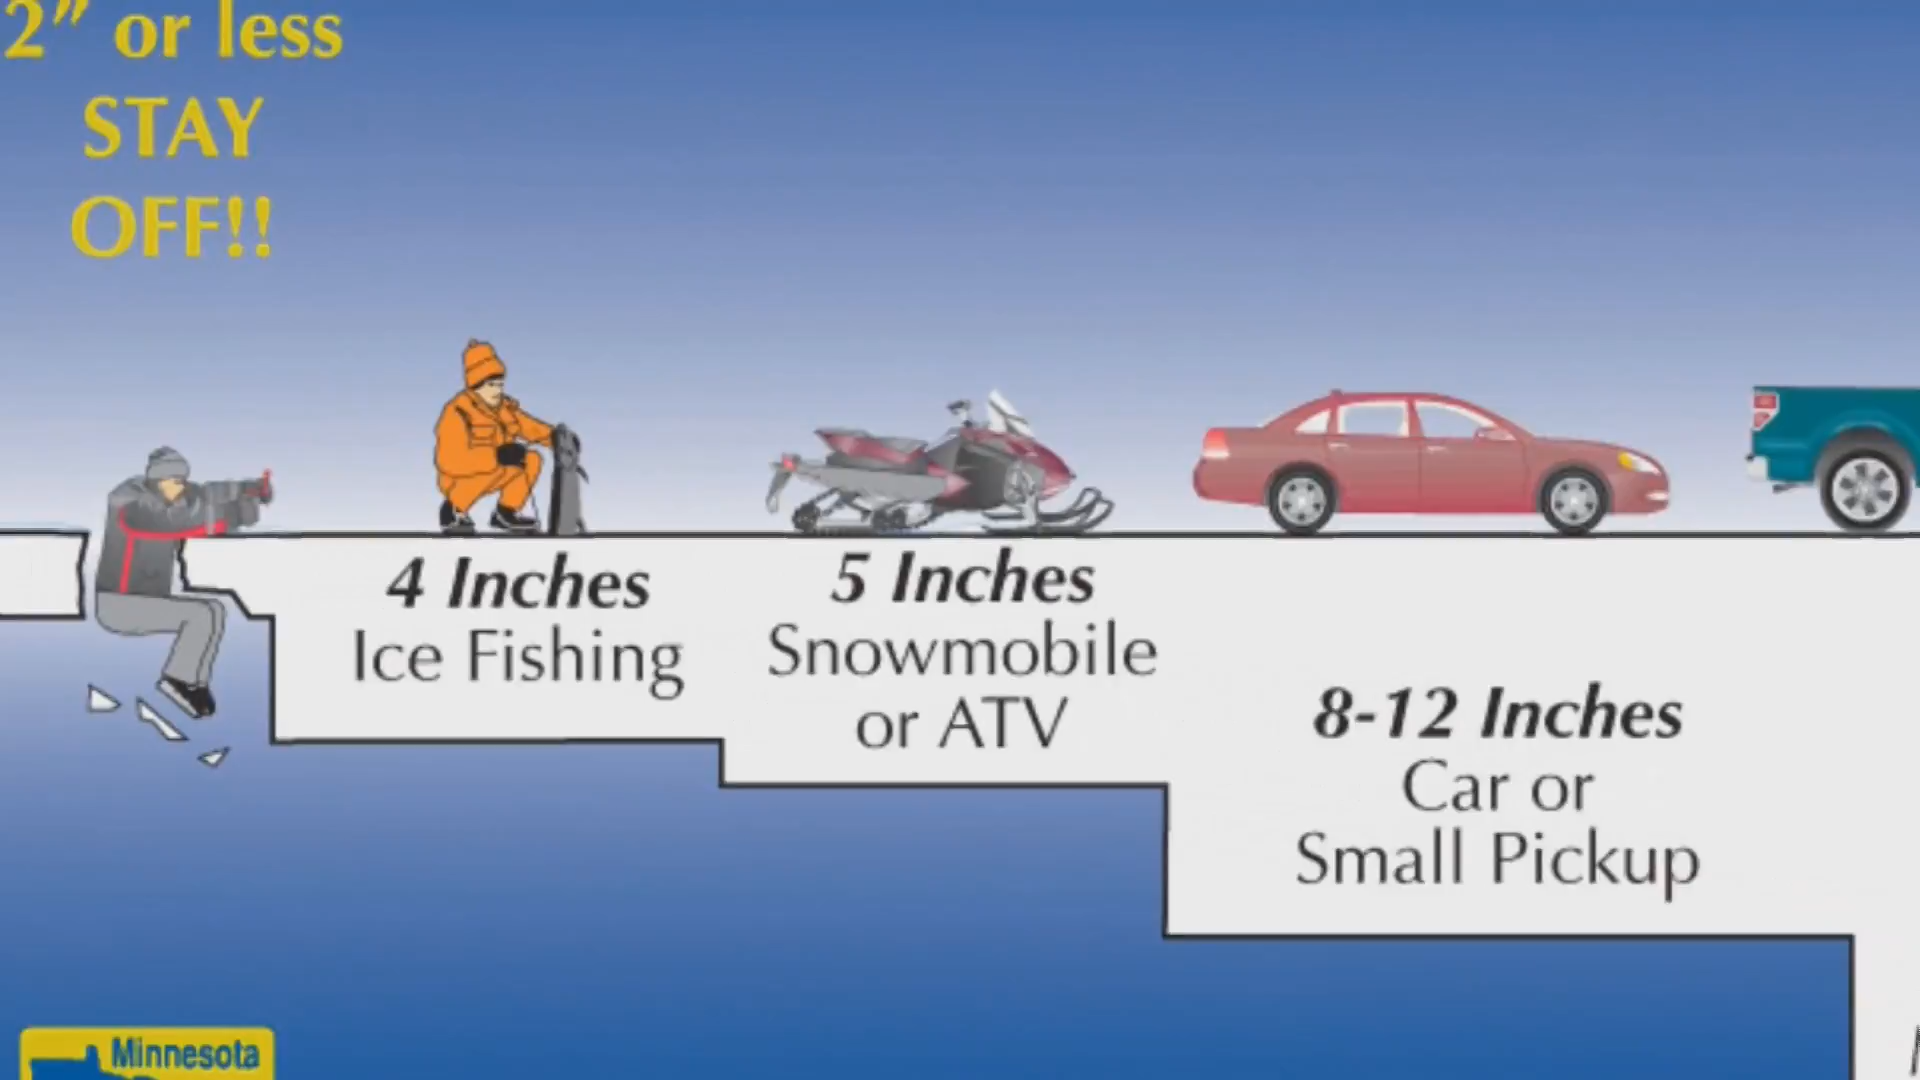 2" or less
STAY
OFF!!
4 Inches
Ice Fishing
5 Inches
Snowmobile
or ATV
8-12 Inches
Car or
Small Pickup
Minnesota